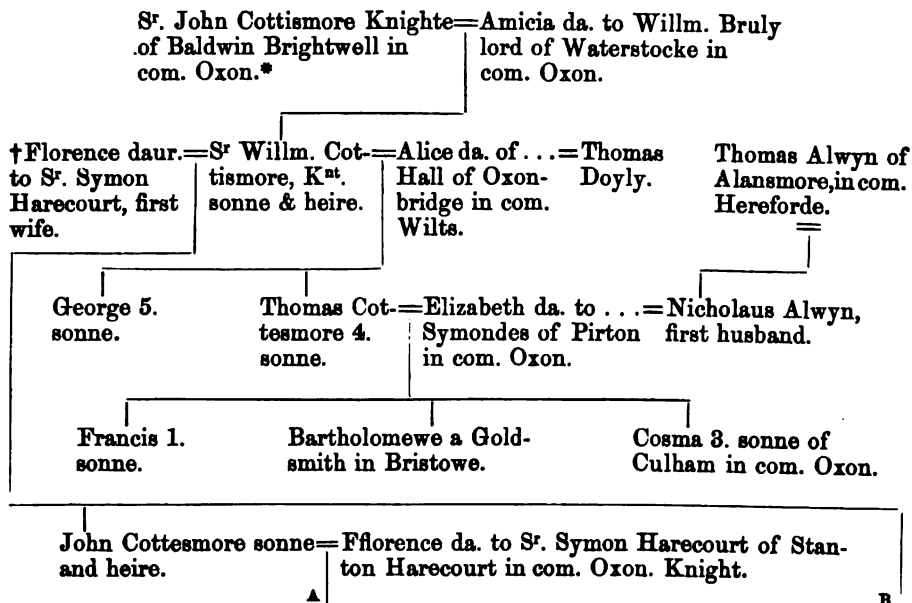 Sʳ. John Cottismore Knighte=Amicia da. to Willm. Bruly
.of Baldwin Brightwell in lord of Waterstocke in
com. Oxon.* com. Oxon.
†Florence daur.=Sʳ Willm. Cot-=Alice da. of . . .=Thomas Thomas Alwyn of
to Sʳ. Symon tismore, Kⁿᵗ. Hall of Oxon- Doyly. Alansmore, in com.
Harecourt, first sonne & heire. bridge in com. Hereforde.
wife. Wilts. =
George 5. Thomas Cot-=Elizabeth da. to . . .=Nicholaus Alwyn,
sonne. tesmore 4. Symondes of Pirton first husband.
sonne. in com. Oxon.
Francis 1. Bartholomewe a Gold- Cosma 3. sonne of
sonne. smith in Bristowe. Culham in com. Oxon.
John Cottesmore sonne=Fflorence da. to Sʳ. Symon Harecourt of Stan-
and heire. ton Harecourt in com. Oxon. Knight.
A B